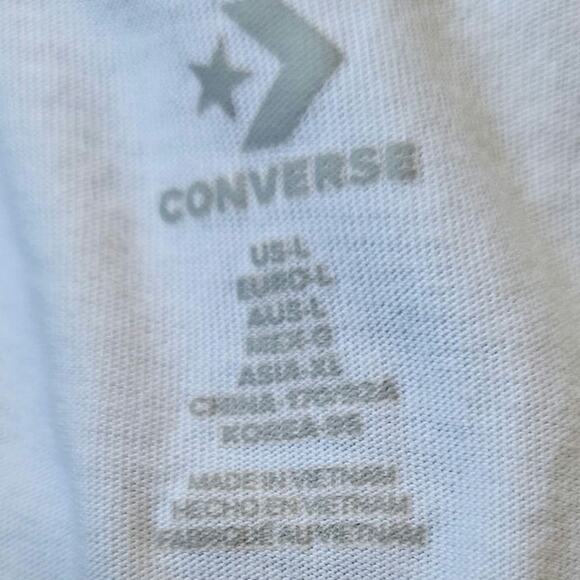 CONVERSE
US-L
EURO-L
AUS-L
MEX-G
ASIA-XL
CHINA 170/92A
KOREA-95
MADE IN VIETNAM
HECHO EN VIETNAM
FABRIQUÉ AU VIETNAM